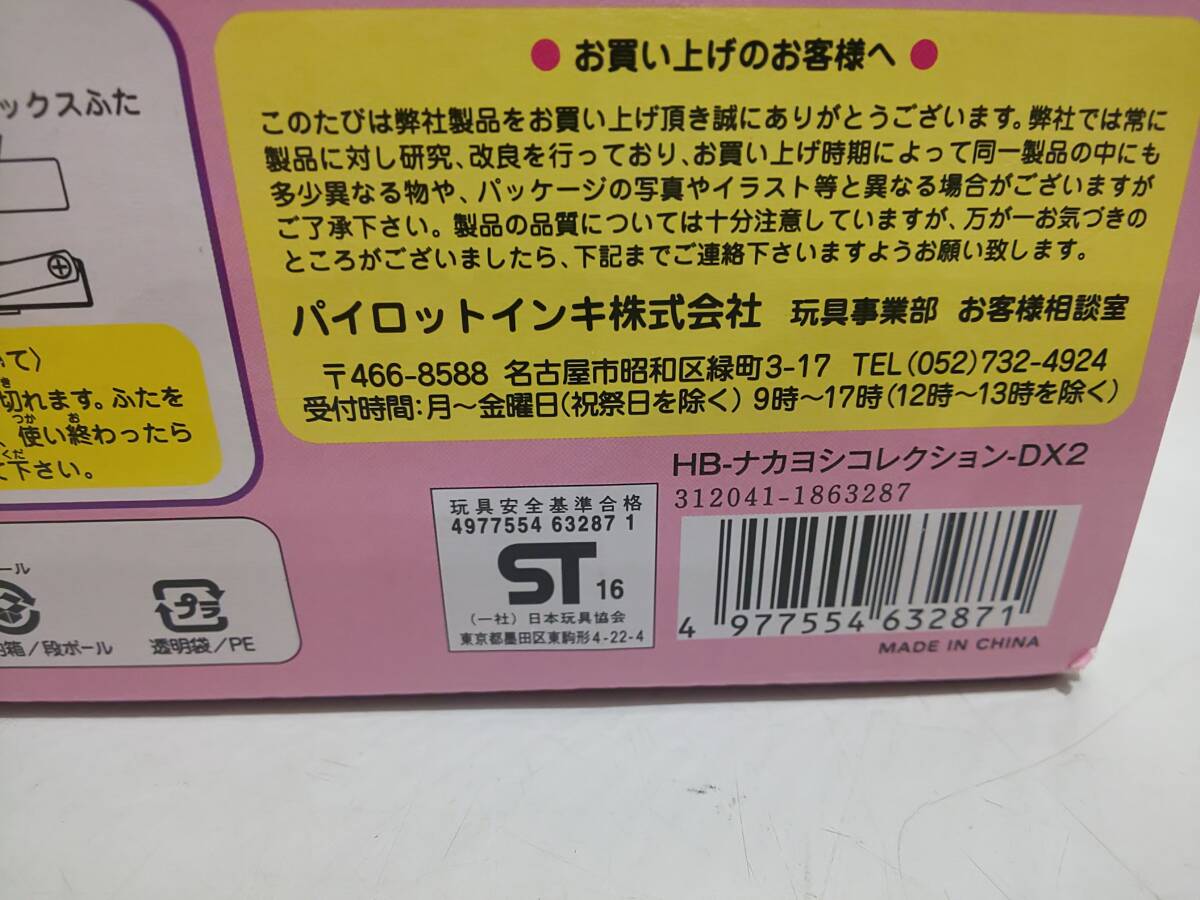 ックスふた
● お買い上げのお客様へ ●
このたびは弊社製品をお買い上げ頂き誠にありがとうございます。弊社では常に
製品に対し研究、改良を行っており、お買い上げ時期によって同一製品の中にも
多少異なる物や、パッケージの写真やイラスト等と異なる場合がございますが
ご了承下さい。製品の品質については十分注意していますが、万が一お気づきの
ところがございましたら、下記までご連絡下さいますようお願い致します。
パイロットインキ株式会社 玩具事業部 お客様相談室
〒466-8588 名古屋市昭和区緑町3-17 TEL(052)732-4924
受付時間:月～金曜日(祝祭日を除く) 9時～17時(12時～13時を除く)
て〉
切れます。ふたを
使い終わったら
て下さい。
ール
箱/段ボール
プラ
透明袋/PE
玩具安全基準合格
4977554 63287 1
ST 16
(一社)日本玩具協会
東京都墨田区東駒形4-22-4
HB-ナカヨシコレクション-DX2
312041-1863287
4 977554 632871
MADE IN CHINA